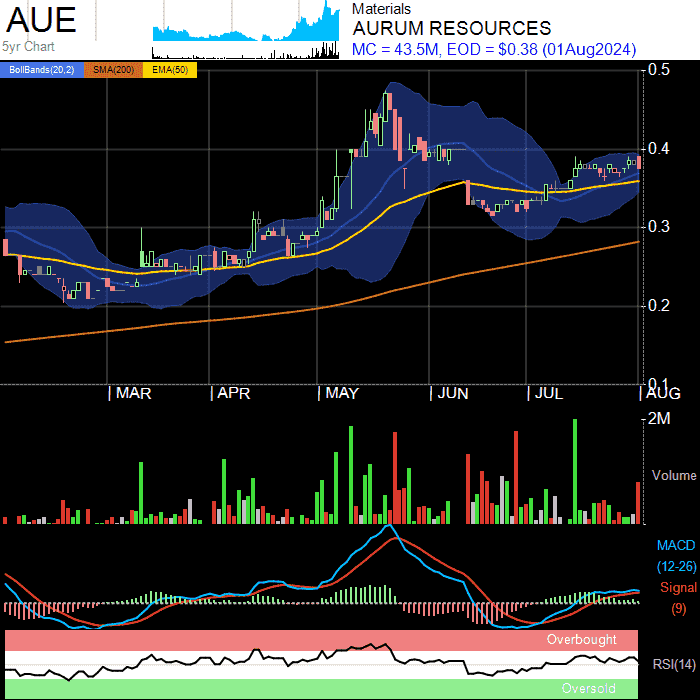 AUE
5yr Chart
Materials
AURUM RESOURCES
MC = 43.5M, EOD = $0.38 (01Aug2024)
BollBands(20,2) SMA(200) EMA(50)
0.5
0.4
0.3
0.2
0.1
MAR APR MAY JUN JUL AUG
2M
Volume
MACD
(12-26)
Signal
(9)
Overbought
RSI(14)
Oversold